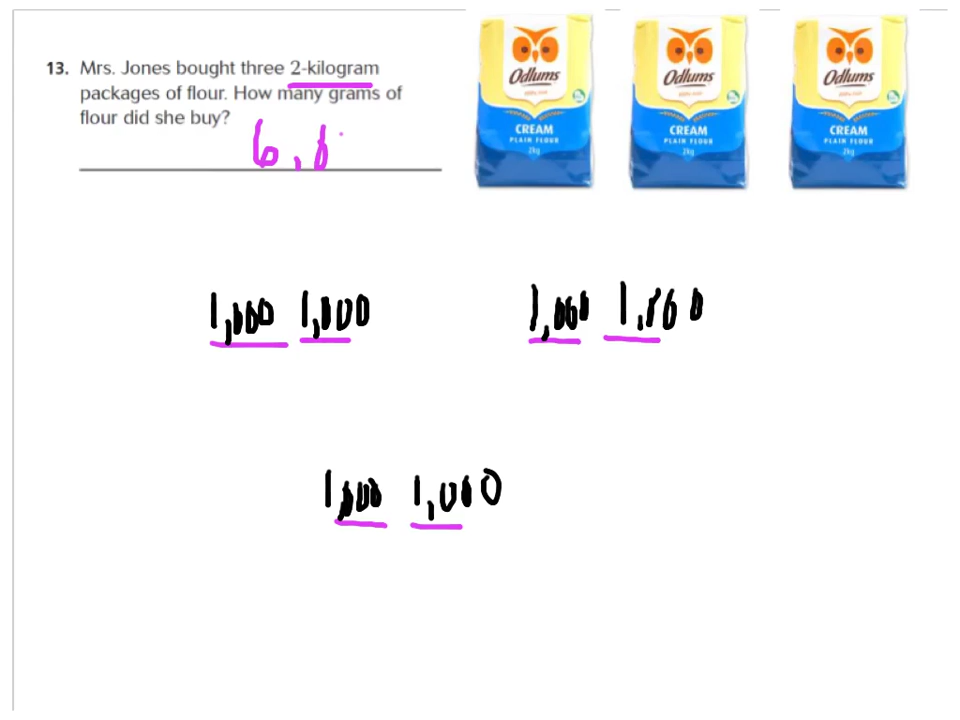 13. Mrs. Jones bought three 2-kilogram
packages of flour. How many grams of
flour did she buy?
6,0
Odlums
CREAM
PLAIN FLOUR
2kg
Odlums
CREAM
PLAIN FLOUR
2kg
Odlums
CREAM
PLAIN FLOUR
2kg
1,000 1,000
1,000 1,000
1,000 1,000